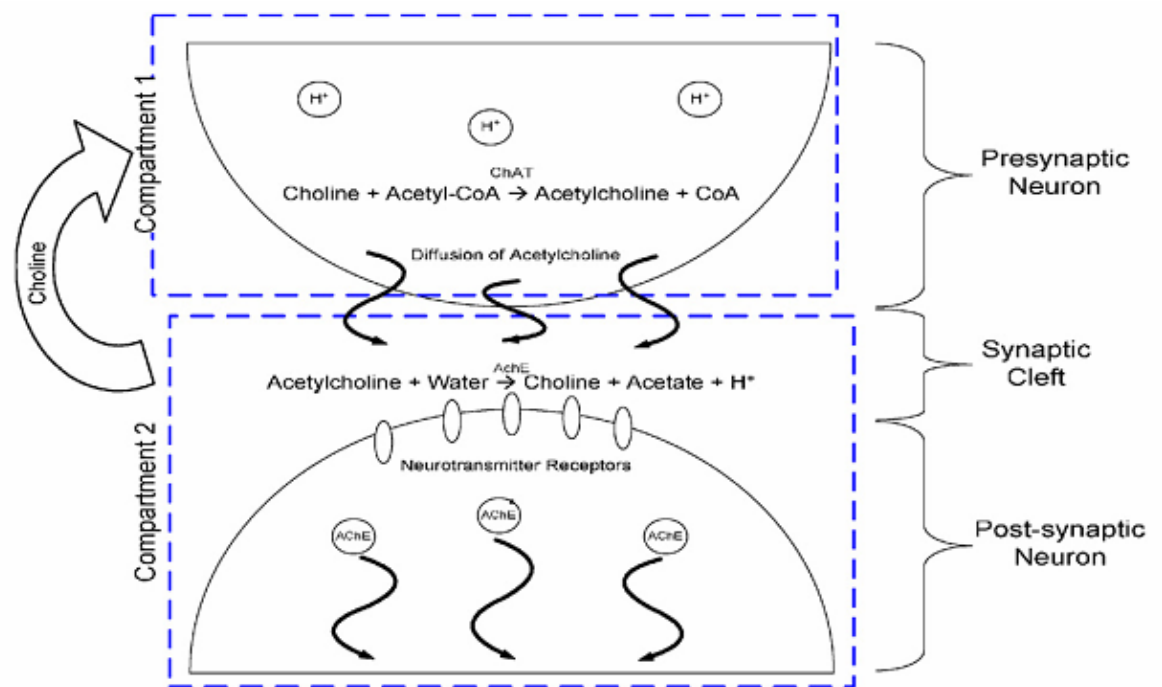 Compartment 1
H⁺
H⁺
H⁺
ChAT
Choline + Acetyl-CoA → Acetylcholine + CoA
Diffusion of Acetylcholine
Presynaptic
Neuron
Choline
AchE
Acetylcholine + Water → Choline + Acetate + H⁺
Synaptic
Cleft
Compartment 2
Neurotransmitter Receptors
AChE
AChE
AChE
Post-synaptic
Neuron